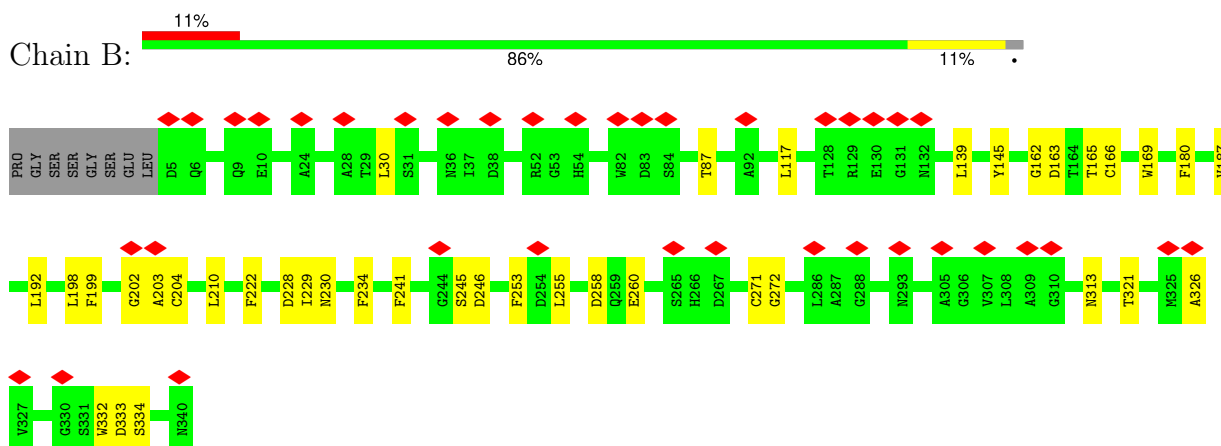 11%
Chain B:
86% 11% •
PRO GLY SER SER GLY SER GLU LEU D5 Q6 Q9 E10 A24 A28 T29 L30 S31 N36 I37 D38 R52 G53 H54 W82 D83 S84 T87 A92 L117 T128 R129 E130 G131 N132 L139 Y145 G162 D163 T164 T165 C166 W169 F180
L192 L198 F199 G202 A203 C204 L210 F222 D228 I229 N230 F234 F241 G244 S245 D246 F253 D254 L255 D258 Q259 E260 S265 H266 D267 C271 G272 L286 A287 G288 N293 A305 G306 V307 L308 A309 G310 N313 T321 M325 A326
V327 G330 S331 W332 D333 S334 N340